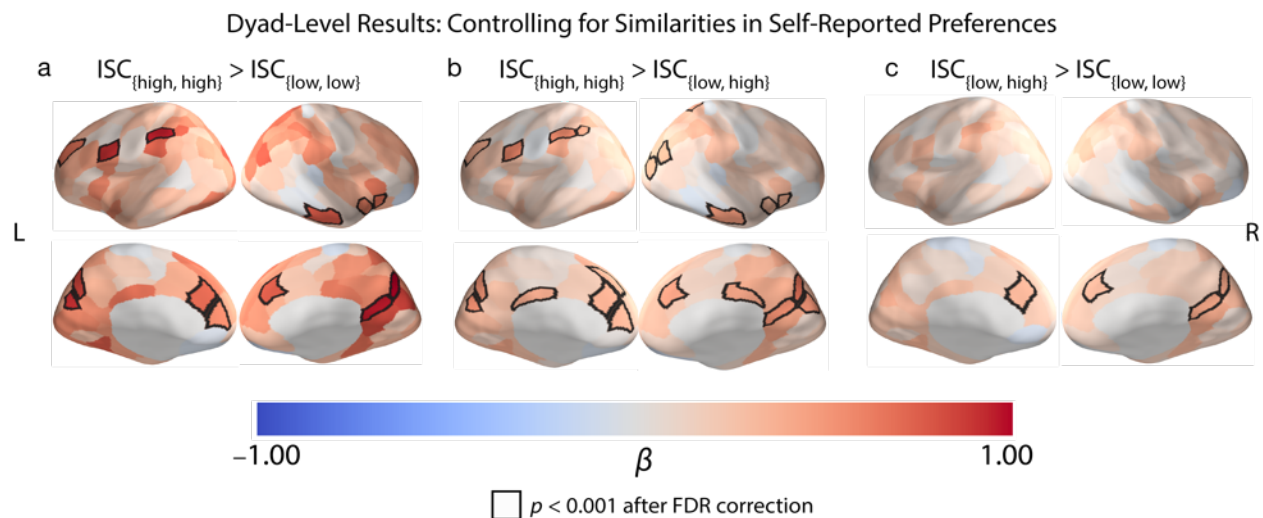 Dyad-Level Results: Controlling for Similarities in Self-Reported Preferences
a ISC{high, high} > ISC{low, low}
b ISC{high, high} > ISC{low, high}
c ISC{low, high} > ISC{low, low}
L
R
−1.00 β 1.00
p < 0.001 after FDR correction